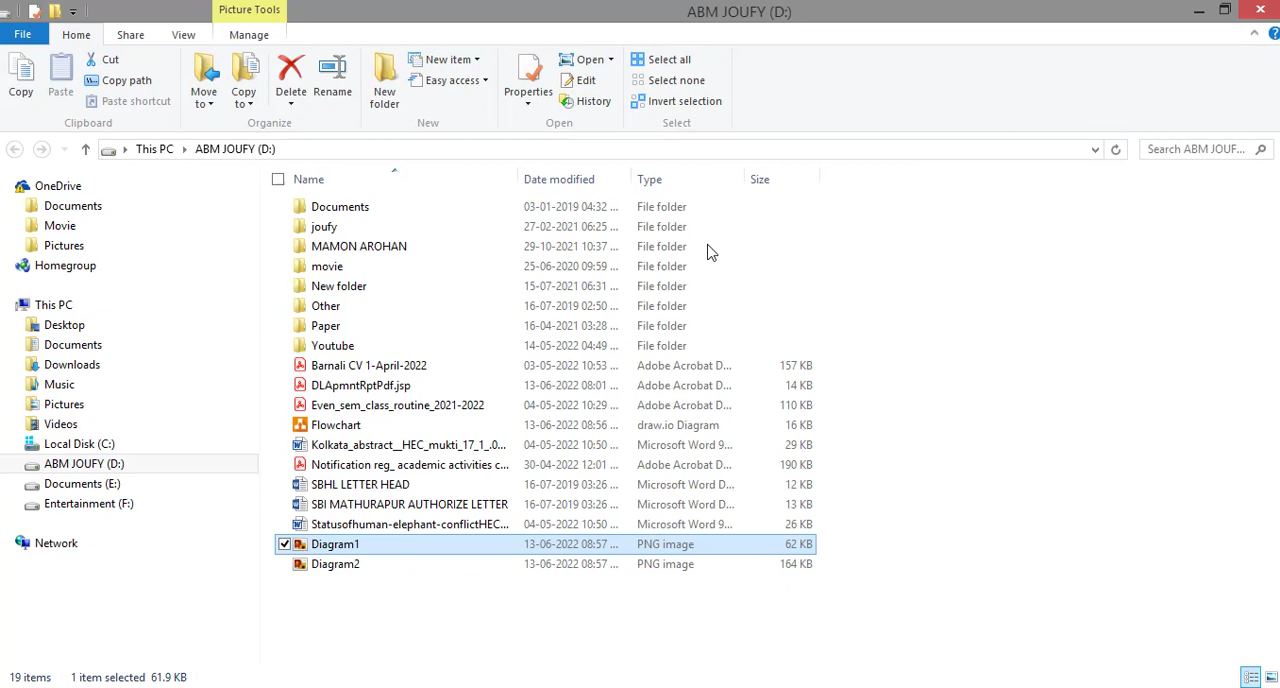 Picture Tools
ABM JOUFY (D:)
File Home Share View Manage
Copy Paste Cut Copy path Paste shortcut
Move to Copy to Delete Rename
New folder New item Easy access
Properties Open Edit History
Select all Select none Invert selection
Clipboard Organize New Open Select
This PC ABM JOUFY (D:) Search ABM JOUF...
Name Date modified Type Size
OneDrive
Documents
Movie
Pictures
Homegroup
This PC
Desktop
Documents
Downloads
Music
Pictures
Videos
Local Disk (C:)
ABM JOUFY (D:)
Documents (E:)
Entertainment (F:)
Network
Documents 03-01-2019 04:32 ... File folder
joufy 27-02-2021 06:25 ... File folder
MAMON AROHAN 29-10-2021 10:37 ... File folder
movie 25-06-2020 09:59 ... File folder
New folder 15-07-2021 06:31 ... File folder
Other 16-07-2019 02:50 ... File folder
Paper 16-04-2021 03:28 ... File folder
Youtube 14-05-2022 04:49 ... File folder
Barnali CV 1-April-2022 03-05-2022 10:53 ... Adobe Acrobat D... 157 KB
DLApmntRptPdf.jsp 13-06-2022 08:01 ... Adobe Acrobat D... 14 KB
Even_sem_class_routine_2021-2022 04-05-2022 10:29 ... Adobe Acrobat D... 110 KB
Flowchart 13-06-2022 08:56 ... draw.io Diagram 16 KB
Kolkata_abstract__HEC_mukti_17_1_.0... 04-05-2022 10:50 ... Microsoft Word 9... 29 KB
Notification reg_ academic activities c... 30-04-2022 12:01 ... Adobe Acrobat D... 190 KB
SBHL LETTER HEAD 16-07-2019 03:26 ... Microsoft Word D... 12 KB
SBI MATHURAPUR AUTHORIZE LETTER 16-07-2019 03:26 ... Microsoft Word D... 13 KB
Statusofhuman-elephant-conflictHEC... 04-05-2022 10:50 ... Microsoft Word 9... 26 KB
Diagram1 13-06-2022 08:57 ... PNG image 62 KB
Diagram2 13-06-2022 08:57 ... PNG image 164 KB
19 items 1 item selected 61.9 KB